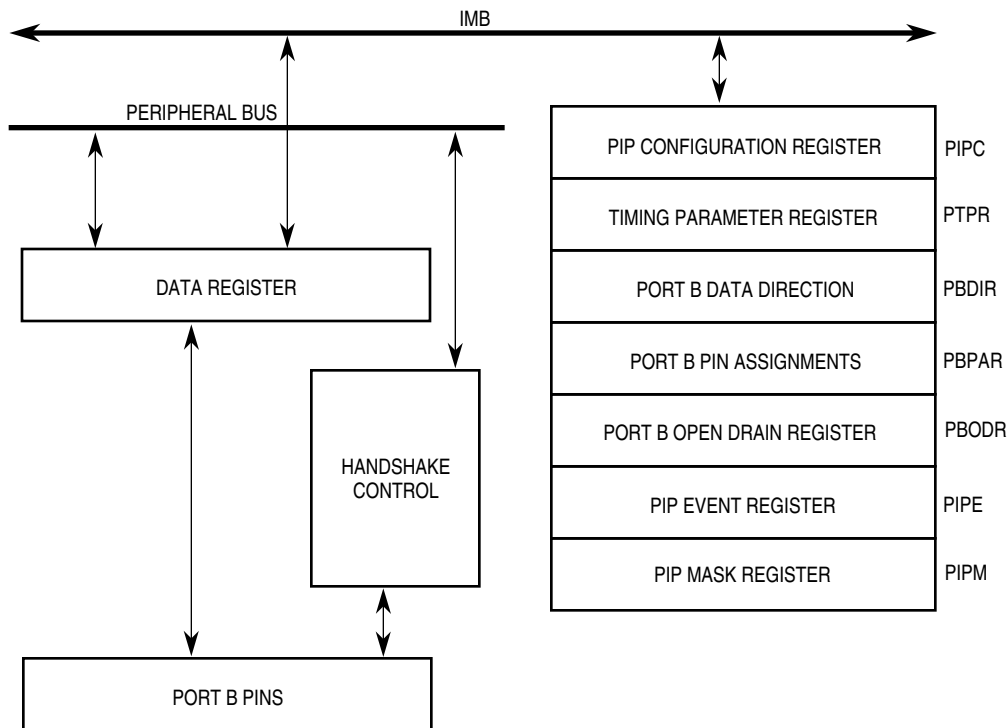 IMB
PERIPHERAL BUS
DATA REGISTER
HANDSHAKE
CONTROL
PORT B PINS
PIP CONFIGURATION REGISTER PIPC
TIMING PARAMETER REGISTER PTPR
PORT B DATA DIRECTION PBDIR
PORT B PIN ASSIGNMENTS PBPAR
PORT B OPEN DRAIN REGISTER PBODR
PIP EVENT REGISTER PIPE
PIP MASK REGISTER PIPM